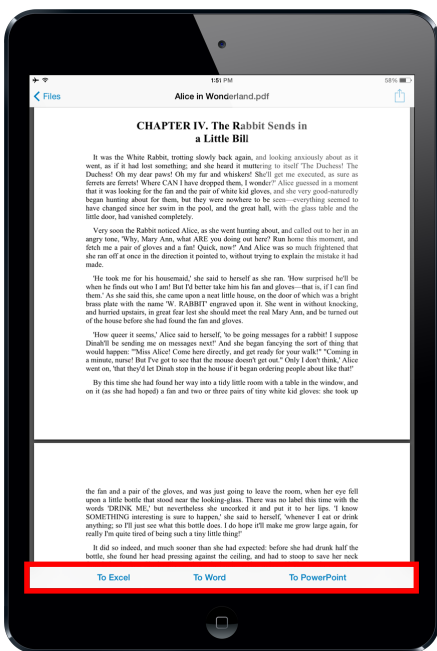 1:51 PM
58%
Files
Alice in Wonderland.pdf
CHAPTER IV. The Rabbit Sends in
a Little Bill
It was the White Rabbit, trotting slowly back again, and looking anxiously about as it
went, as if it had lost something; and she heard it muttering to itself 'The Duchess! The
Duchess! Oh my dear paws! Oh my fur and whiskers! She'll get me executed, as sure as
ferrets are ferrets! Where CAN I have dropped them, I wonder?' Alice guessed in a moment
that it was looking for the fan and the pair of white kid gloves, and she very good-naturedly
began hunting about for them, but they were nowhere to be seen—everything seemed to
have changed since her swim in the pool, and the great hall, with the glass table and the
little door, had vanished completely.
Very soon the Rabbit noticed Alice, as she went hunting about, and called out to her in an
angry tone, 'Why, Mary Ann, what ARE you doing out here? Run home this moment, and
fetch me a pair of gloves and a fan! Quick, now!' And Alice was so much frightened that
she ran off at once in the direction it pointed to, without trying to explain the mistake it had
made.
'He took me for his housemaid,' she said to herself as she ran. 'How surprised he'll be
when he finds out who I am! But I'd better take him his fan and gloves—that is, if I can find
them.' As she said this, she came upon a neat little house, on the door of which was a bright
brass plate with the name 'W. RABBIT' engraved upon it. She went in without knocking,
and hurried upstairs, in great fear lest she should meet the real Mary Ann, and be turned out
of the house before she had found the fan and gloves.
'How queer it seems,' Alice said to herself, 'to be going messages for a rabbit! I suppose
Dinah'll be sending me on messages next!' And she began fancying the sort of thing that
would happen: '"Miss Alice! Come here directly, and get ready for your walk!" "Coming in
a minute, nurse! But I've got to see that the mouse doesn't get out." Only I don't think,' Alice
went on, 'that they'd let Dinah stop in the house if it began ordering people about like that!'
By this time she had found her way into a tidy little room with a table in the window, and
on it (as she had hoped) a fan and two or three pairs of tiny white kid gloves: she took up
the fan and a pair of the gloves, and was just going to leave the room, when her eye fell
upon a little bottle that stood near the looking-glass. There was no label this time with the
words 'DRINK ME,' but nevertheless she uncorked it and put it to her lips. 'I know
SOMETHING interesting is sure to happen,' she said to herself, 'whenever I eat or drink
anything; so I'll just see what this bottle does. I do hope it'll make me grow large again, for
really I'm quite tired of being such a tiny little thing!'
It did so indeed, and much sooner than she had expected: before she had drunk half the
bottle, she found her head pressing against the ceiling, and had to stoop to save her neck
To Excel
To Word
To PowerPoint